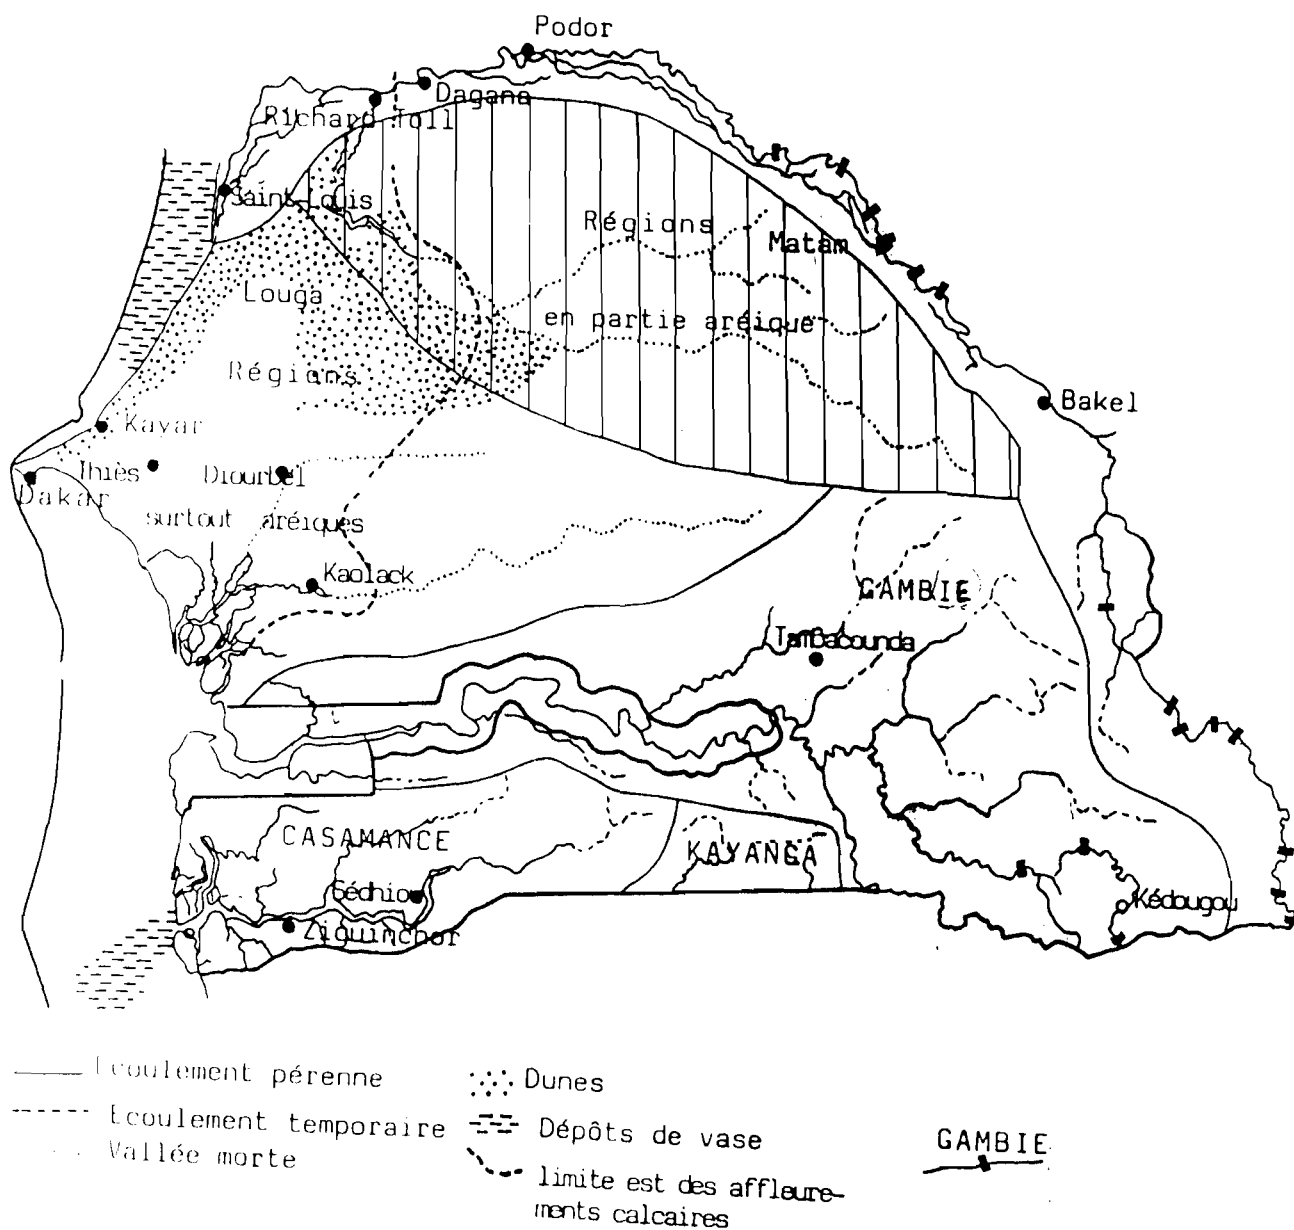 Podor
Dagana
Richard Toll
Saint-Louis
Régions
Matam
Louga
en partie aréique
Régions
Bakel
Kayar
Thiès
Diourbel
Dakar
surtout aréiques
Kaolack
GAMBIE
Tambacounda
CASAMANCE
KAYANGA
Sédhiou
Kédougou
Ziguinchor
Ecoulement pérenne
Dunes
Ecoulement temporaire
Dépôts de vase
GAMBIE
Vallée morte
limite est des affleure-
ments calcaires